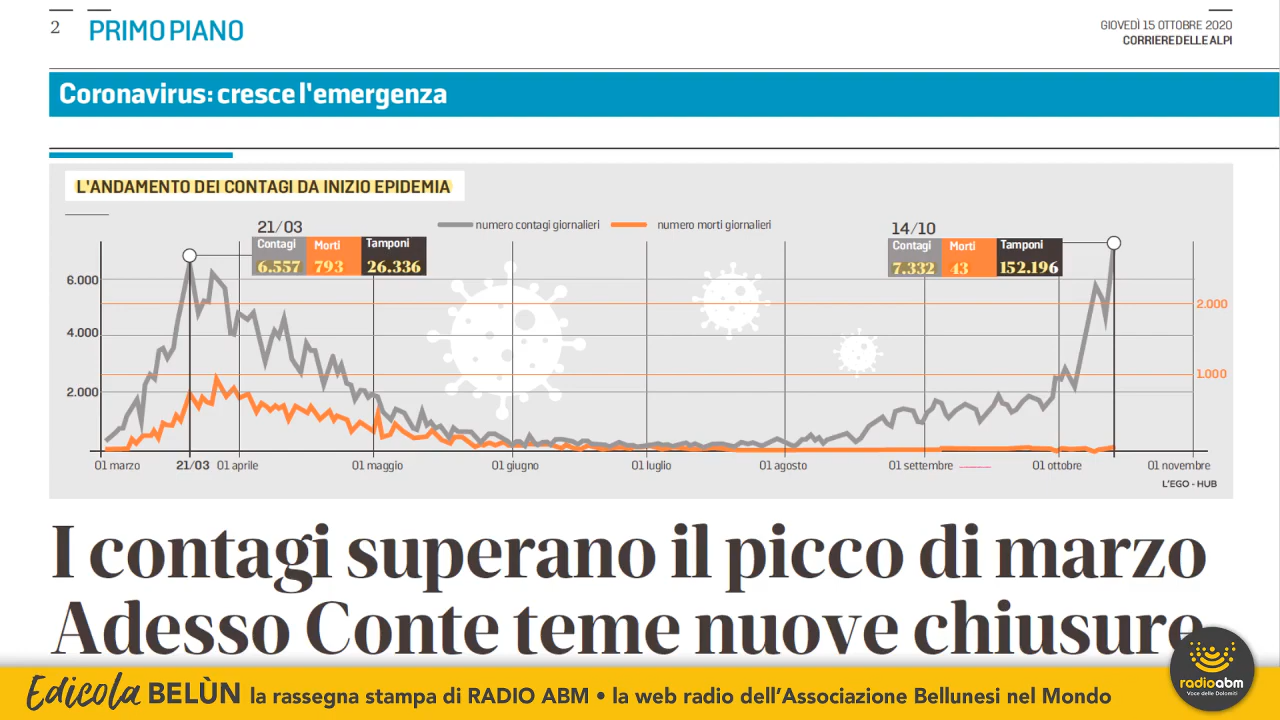 2 PRIMO PIANO
GIOVEDÌ 15 OTTOBRE 2020
CORRIERE DELLE ALPI
Coronavirus: cresce l'emergenza
L'ANDAMENTO DEI CONTAGI DA INIZIO EPIDEMIA
numero contagi giornalieri numero morti giornalieri
21/03
Contagi Morti Tamponi
6.557 793 26.336
14/10
Contagi Morti Tamponi
7.332 43 152.196
6.000
4.000
2.000
2.000
1.000
01 marzo 21/03 01 aprile 01 maggio 01 giugno 01 luglio 01 agosto 01 settembre 01 ottobre 01 novembre
L'EGO - HUB
I contagi superano il picco di marzo
Adesso Conte teme nuove chiusure
Edicola BELÙN la rassegna stampa di RADIO ABM • la web radio dell'Associazione Bellunesi nel Mondo
radioabm
Voce delle Dolomiti